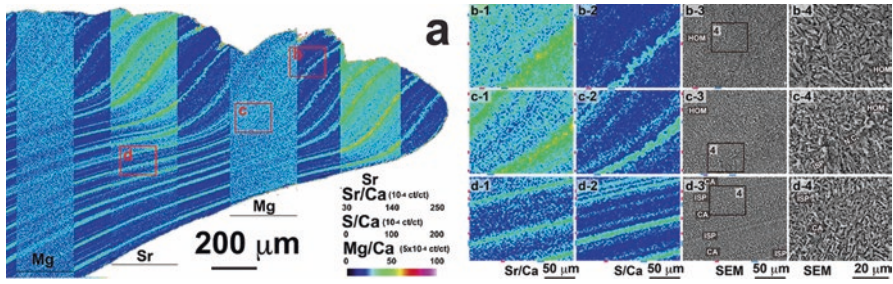 a
b
c
d
Mg
Sr
Mg
200 μm
Sr
Sr/Ca (10-4 ct/ct)
30 140 250
S/Ca (10-4 ct/ct)
0 100 200
Mg/Ca (5x10-4 ct/ct)
0 50 100
b-1 b-2 b-3 b-4
4
HOM
HOM
c-1 c-2 c-3 c-4
HOM
4
HOM
d-1 d-2 d-3 d-4
CA 4
ISP
CA
ISP
CA ISP
ISP
CA
Sr/Ca 50 μm S/Ca 50 μm SEM 50 μm SEM 20 μm